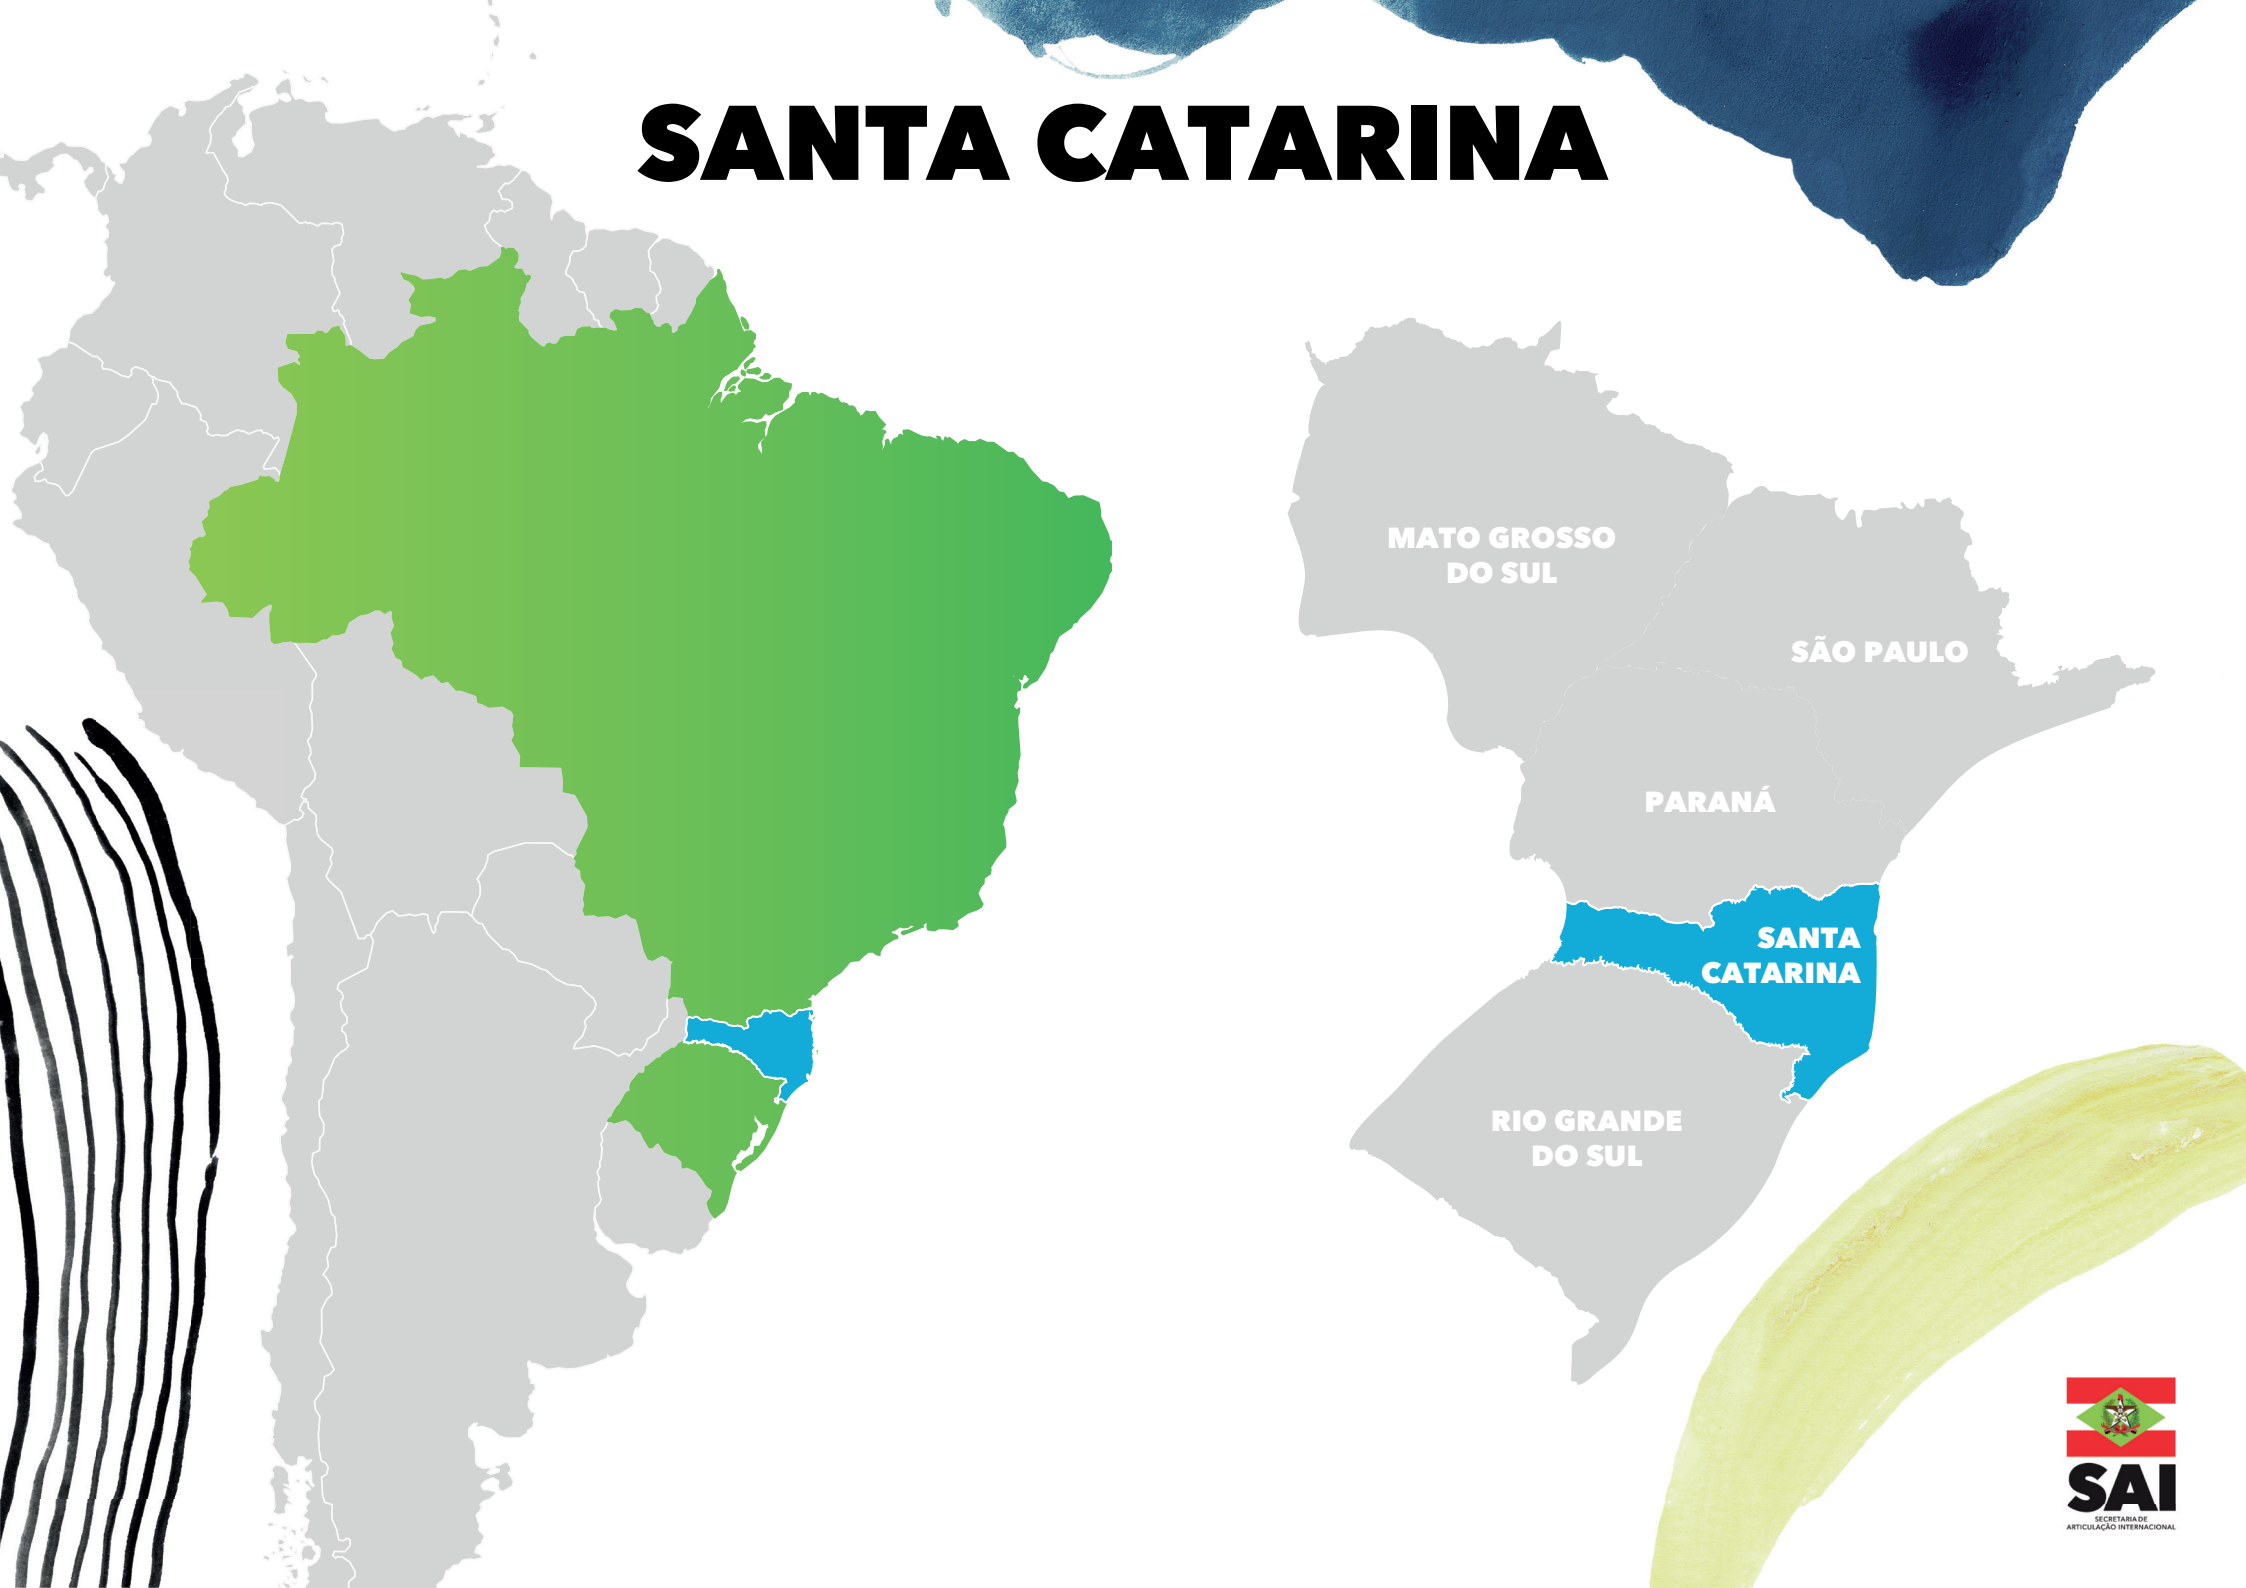 SANTA CATARINA
MATO GROSSO
DO SUL
SÃO PAULO
PARANÁ
SANTA
CATARINA
RIO GRANDE
DO SUL
SAI
SECRETARIA DE
ARTICULAÇÃO INTERNACIONAL